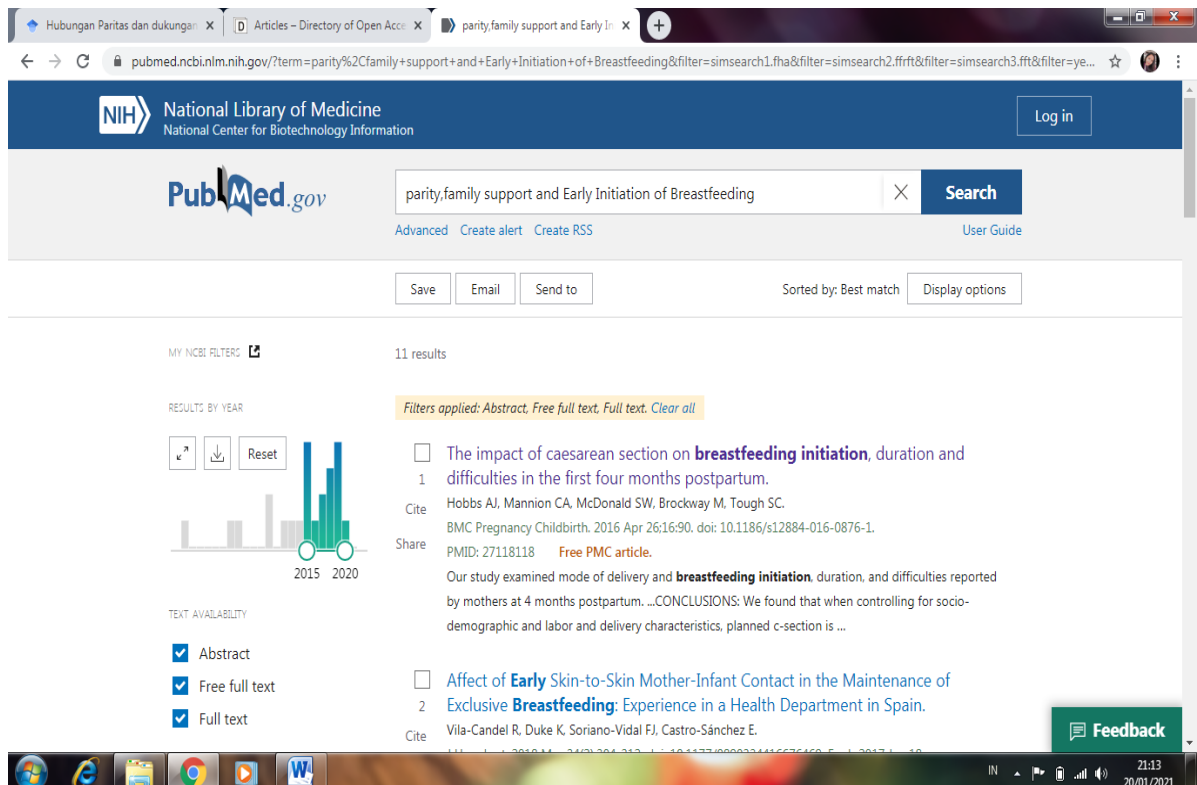 Hubungan Paritas dan dukungan
Articles – Directory of Open Acce
parity,family support and Early In
pubmed.ncbi.nlm.nih.gov/?term=parity%2Cfamily+support+and+Early+Initiation+of+Breastfeeding&filter=simsearch1.fha&filter=simsearch2.ffrft&filter=simsearch3.fft&filter=ye...
NIH National Library of Medicine
National Center for Biotechnology Information
Log in
PubMed.gov
parity,family support and Early Initiation of Breastfeeding
Search
Advanced Create alert Create RSS
User Guide
Save Email Send to
Sorted by: Best match Display options
MY NCBI FILTERS
11 results
RESULTS BY YEAR
Filters applied: Abstract, Free full text, Full text. Clear all
Reset
2015 2020
TEXT AVAILABILITY
Abstract
Free full text
Full text
The impact of caesarean section on breastfeeding initiation, duration and
1 difficulties in the first four months postpartum.
Cite Hobbs AJ, Mannion CA, McDonald SW, Brockway M, Tough SC.
BMC Pregnancy Childbirth. 2016 Apr 26;16:90. doi: 10.1186/s12884-016-0876-1.
Share PMID: 27118118 Free PMC article.
Our study examined mode of delivery and breastfeeding initiation, duration, and difficulties reported
by mothers at 4 months postpartum. ...CONCLUSIONS: We found that when controlling for socio-
demographic and labor and delivery characteristics, planned c-section is ...
Affect of Early Skin-to-Skin Mother-Infant Contact in the Maintenance of
2 Exclusive Breastfeeding: Experience in a Health Department in Spain.
Cite Vila-Candel R, Duke K, Soriano-Vidal FJ, Castro-Sánchez E.
Feedback
IN
21:13
20/01/2021